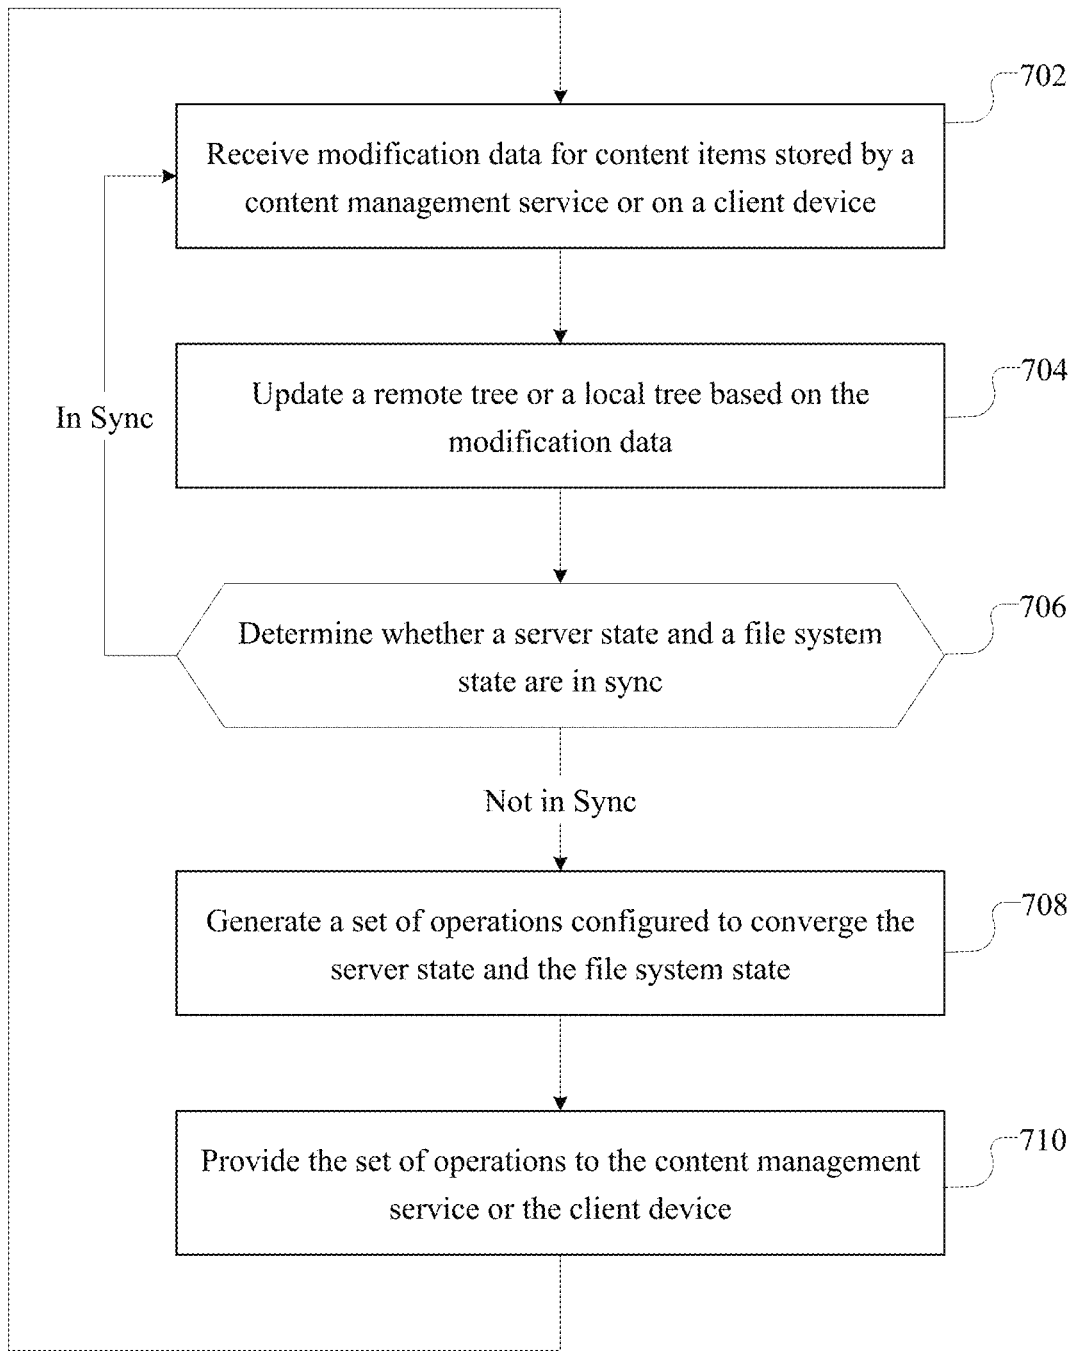 702
Receive modification data for content items stored by a
content management service or on a client device
704
Update a remote tree or a local tree based on the
modification data
In Sync
706
Determine whether a server state and a file system
state are in sync
Not in Sync
708
Generate a set of operations configured to converge the
server state and the file system state
710
Provide the set of operations to the content management
service or the client device